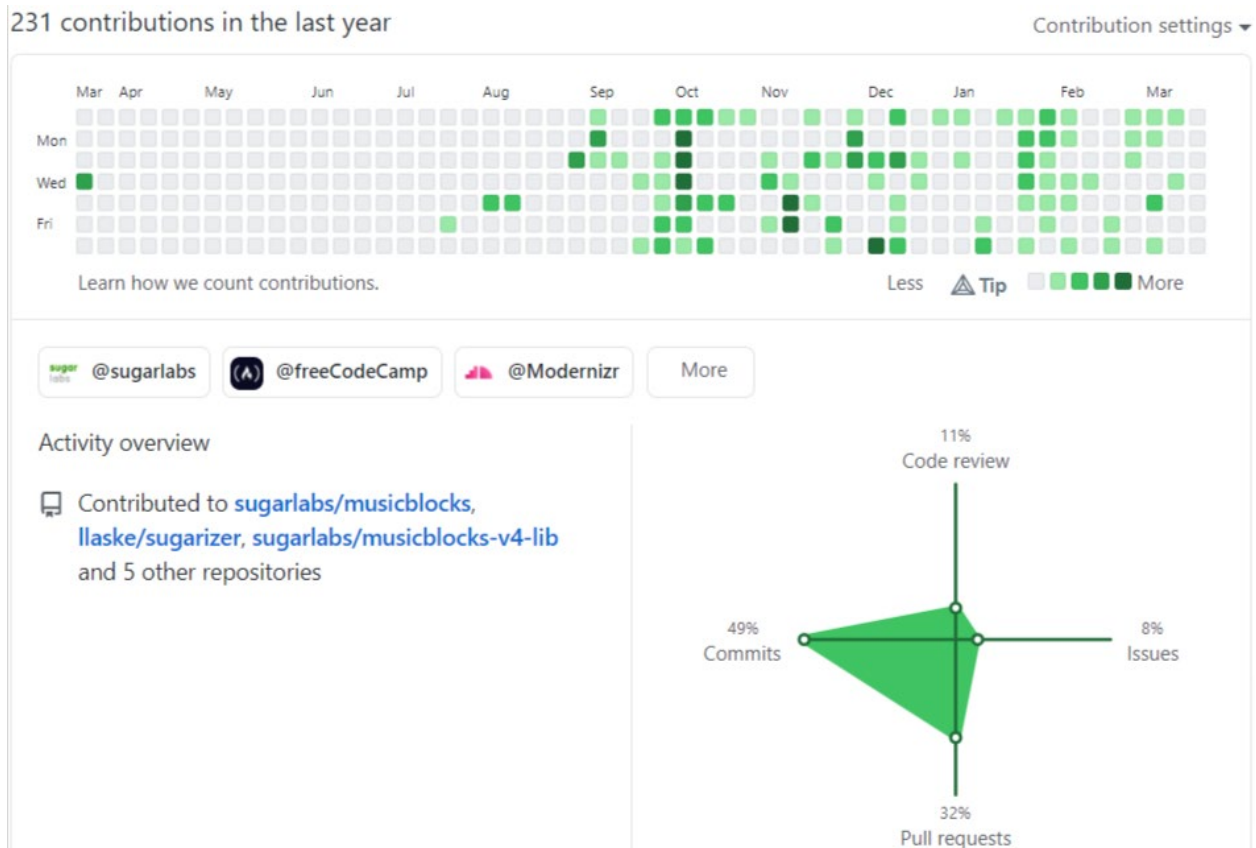 231 contributions in the last year
Contribution settings
Mar Apr May Jun Jul Aug Sep Oct Nov Dec Jan Feb Mar
Mon
Wed
Fri
Learn how we count contributions.
Less Tip More
sugar labs @sugarlabs @freeCodeCamp @Modernizr More
Activity overview
Contributed to sugarlabs/musicblocks,
llaske/sugarizer, sugarlabs/musicblocks-v4-lib
and 5 other repositories
11%
Code review
49%
Commits
8%
Issues
32%
Pull requests